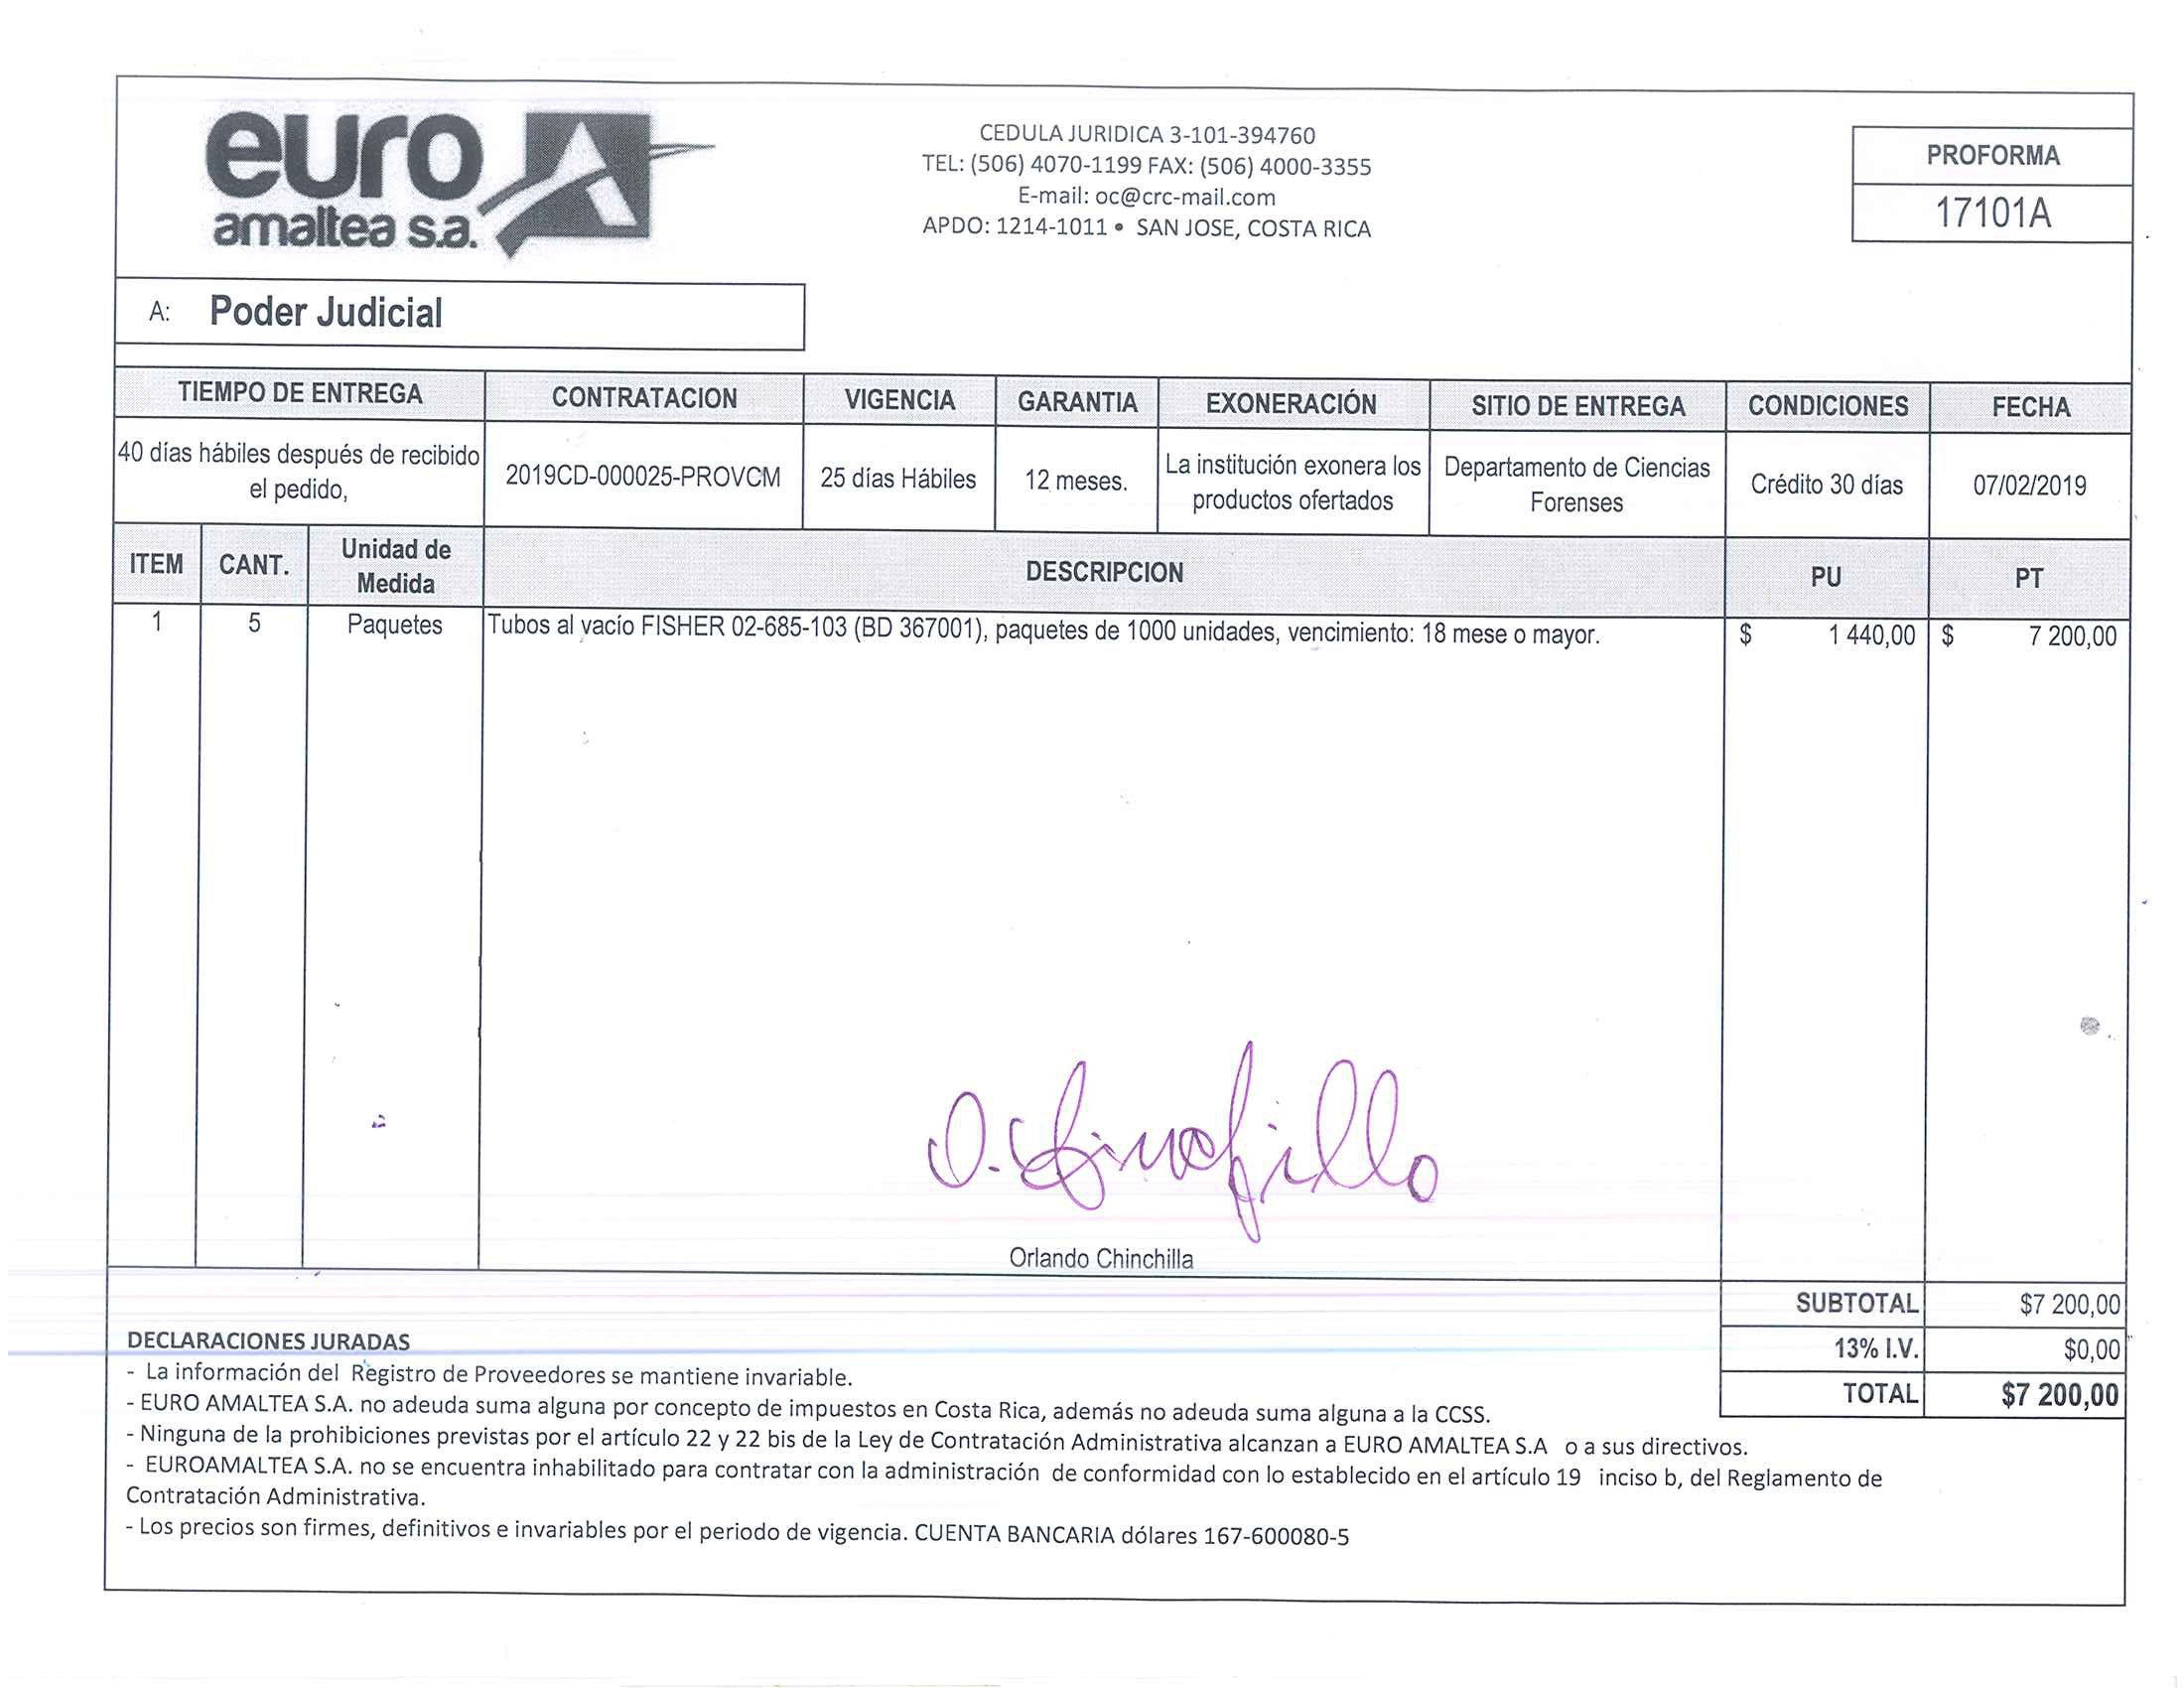 euro
amaltea s.a.
CEDULA JURIDICA 3-101-394760
TEL: (506) 4070-1199 FAX: (506) 4000-3355
E-mail: oc@crc-mail.com
APDO: 1214-1011 • SAN JOSE, COSTA RICA
PROFORMA
17101A
A: Poder Judicial
TIEMPO DE ENTREGA CONTRATACION VIGENCIA GARANTIA EXONERACIÓN SITIO DE ENTREGA CONDICIONES FECHA
40 días hábiles después de recibido
el pedido,
2019CD-000025-PROVCM
25 días Hábiles
12 meses.
La institución exonera los
productos ofertados
Departamento de Ciencias
Forenses
Crédito 30 días
07/02/2019
ITEM CANT. Unidad de
Medida
DESCRIPCION PU PT
1 5 Paquetes Tubos al vacío FISHER 02-685-103 (BD 367001), paquetes de 1000 unidades, vencimiento: 18 mese o mayor. $ 1 440,00 $ 7 200,00
O. Chinchilla
Orlando Chinchilla
SUBTOTAL $7 200,00
13% I.V. $0,00
TOTAL $7 200,00
DECLARACIONES JURADAS
- La información del Registro de Proveedores se mantiene invariable.
- EURO AMALTEA S.A. no adeuda suma alguna por concepto de impuestos en Costa Rica, además no adeuda suma alguna a la CCSS.
- Ninguna de la prohibiciones previstas por el artículo 22 y 22 bis de la Ley de Contratación Administrativa alcanzan a EURO AMALTEA S.A o a sus directivos.
- EUROAMALTEA S.A. no se encuentra inhabilitado para contratar con la administración de conformidad con lo establecido en el artículo 19 inciso b, del Reglamento de
Contratación Administrativa.
- Los precios son firmes, definitivos e invariables por el periodo de vigencia. CUENTA BANCARIA dólares 167-600080-5